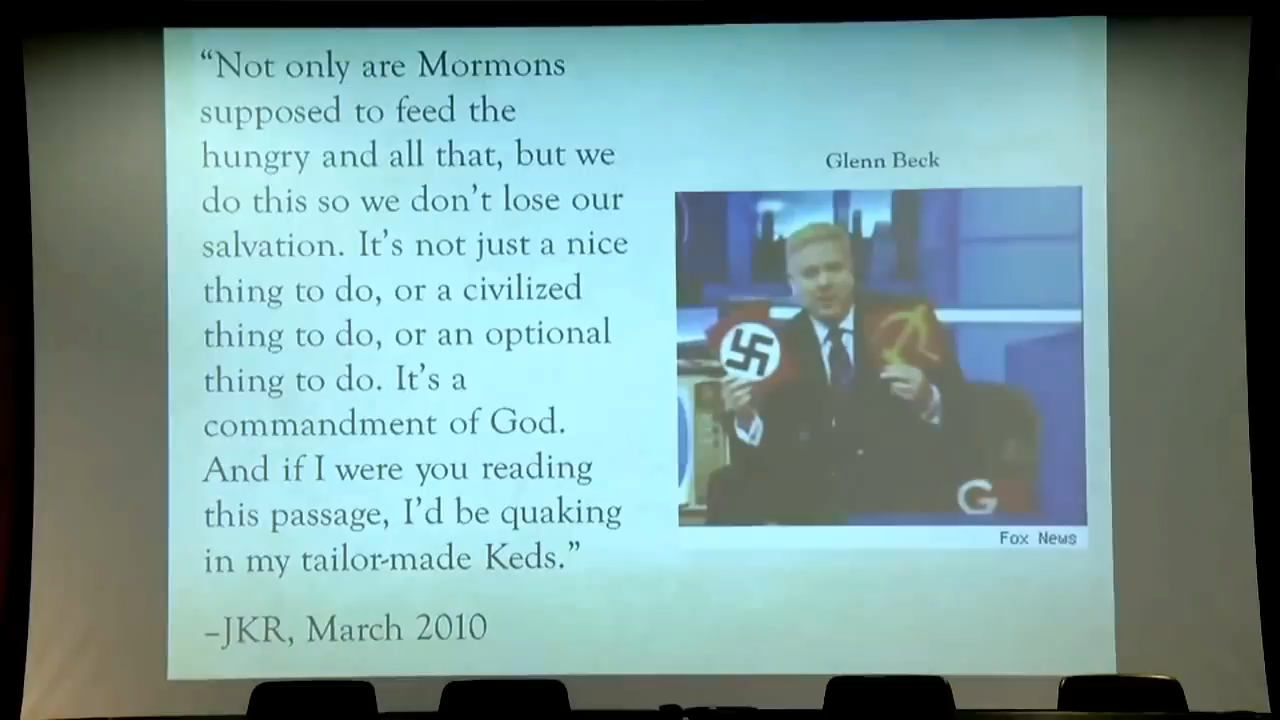 “Not only are Mormons
supposed to feed the
hungry and all that, but we
do this so we don’t lose our
salvation. It’s not just a nice
thing to do, or a civilized
thing to do, or an optional
thing to do. It’s a
commandment of God.
And if I were you reading
this passage, I’d be quaking
in my tailor-made Keds.”
–JKR, March 2010
Glenn Beck
G
Fox News